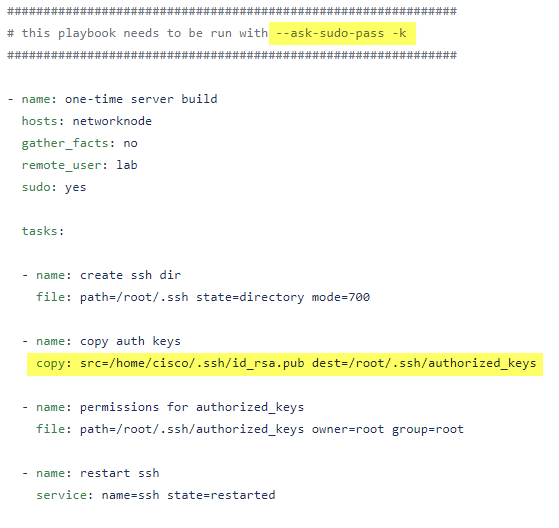 ##############################################################
# this playbook needs to be run with --ask-sudo-pass -k
##############################################################
- name: one-time server build
  hosts: networknode
  gather_facts: no
  remote_user: lab
  sudo: yes
  tasks:
  - name: create ssh dir
    file: path=/root/.ssh state=directory mode=700
  - name: copy auth keys
    copy: src=/home/cisco/.ssh/id_rsa.pub dest=/root/.ssh/authorized_keys
  - name: permissions for authorized_keys
    file: path=/root/.ssh/authorized_keys owner=root group=root
  - name: restart ssh
    service: name=ssh state=restarted